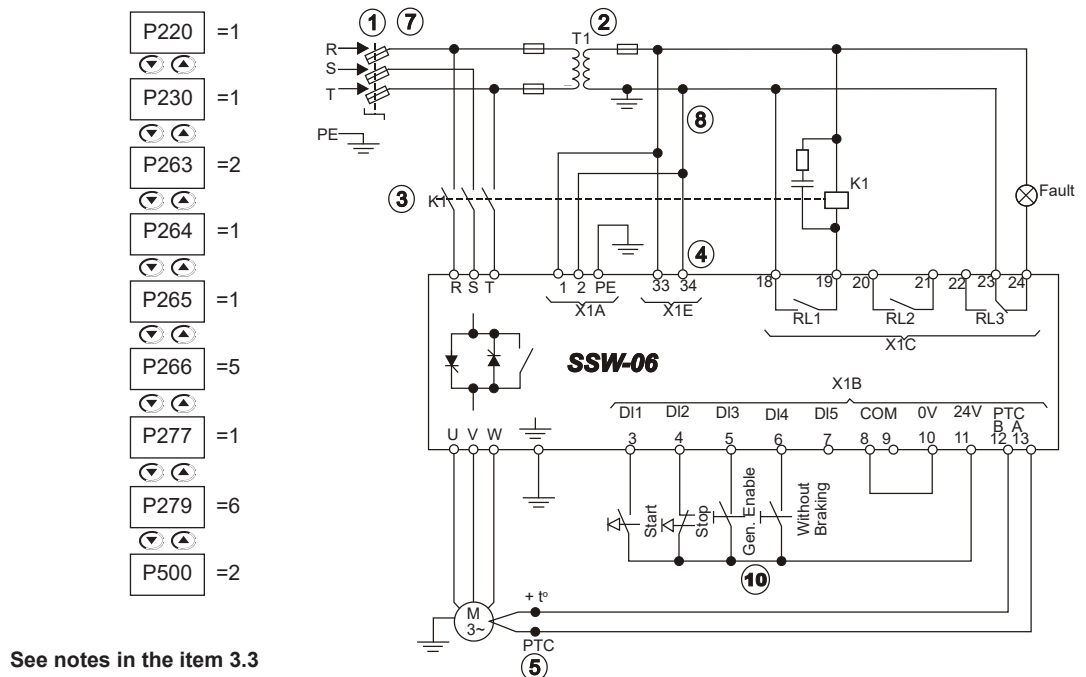 P220 =1
P230 =1
P263 =2
P264 =1
P265 =1
P266 =5
P277 =1
P279 =6
P500 =2
See notes in the item 3.3
1 7 2
T1
R
S
T
PE
8
3 K1
K1
Fault
4
R S T 1 2 PE 33 34 18 19 20 21 22 23 24
X1A X1E RL1 RL2 RL3
X1C
SSW-06
X1B
DI1 DI2 DI3 DI4 DI5 COM 0V 24V PTC
B A
U V W 3 4 5 6 7 8 9 10 11 12 13
Start
Stop
Gen. Enable
Without
Braking
10
+ tº
M
3~
PTC
5